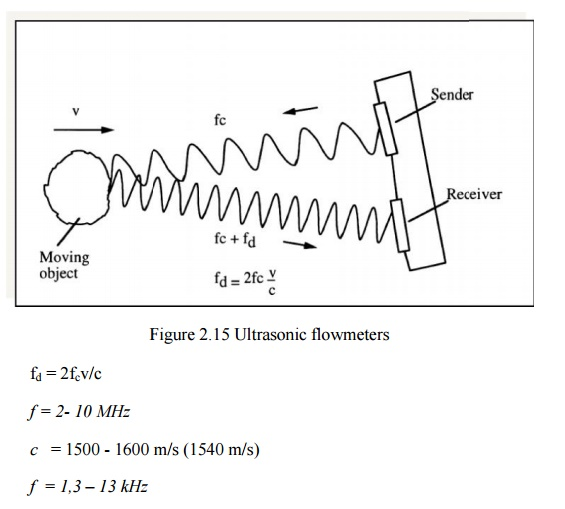 Sender
v
fc
Receiver
fc + fd
Moving
object
fd = 2fc v/c
Figure 2.15 Ultrasonic flowmeters
fd = 2fcv/c
f = 2- 10 MHz
c = 1500 - 1600 m/s (1540 m/s)
f = 1,3 – 13 kHz